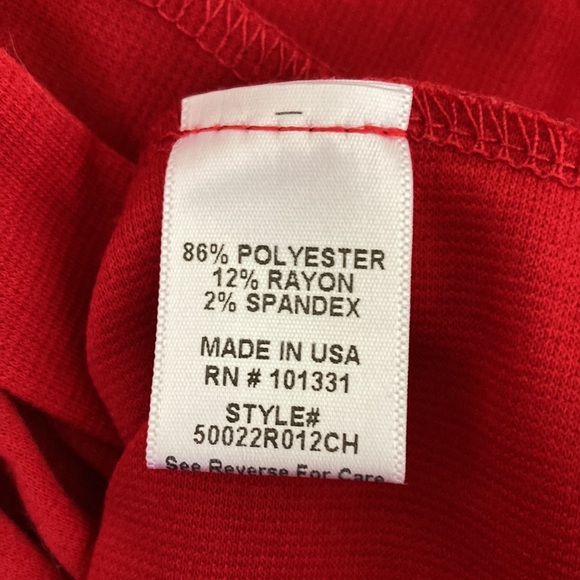 86% POLYESTER
12% RAYON
2% SPANDEX
MADE IN USA
RN # 101331
STYLE#
50022R012CH
See Reverse For Care